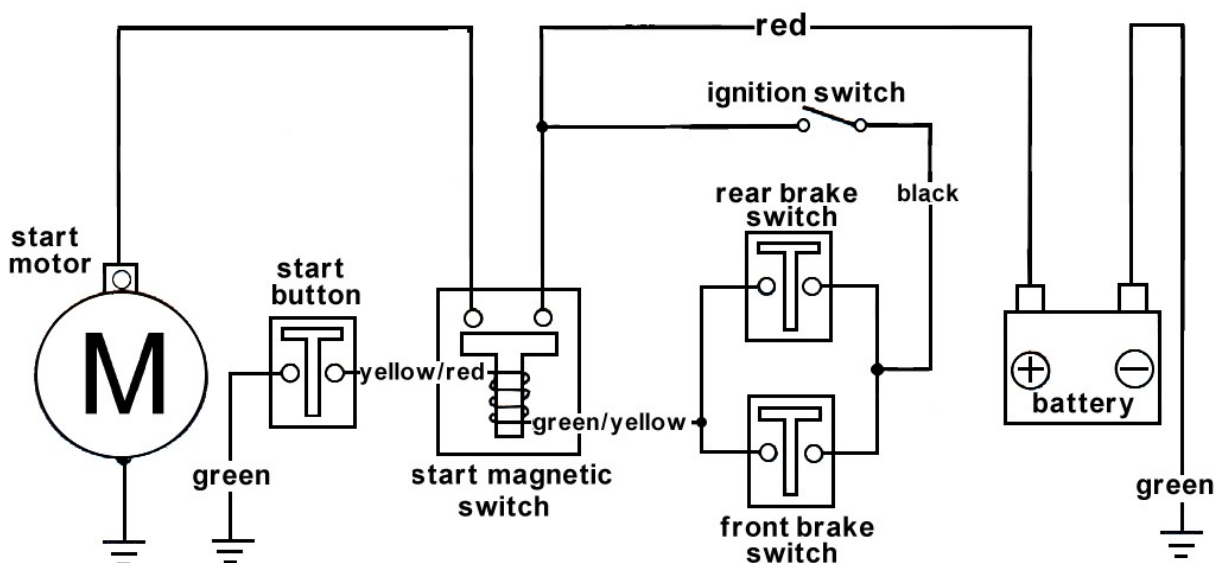 red
ignition switch
black
rear brake
switch
start
motor
start
button
M
yellow/red
green/yellow
battery
green
start magnetic
switch
front brake
switch
green